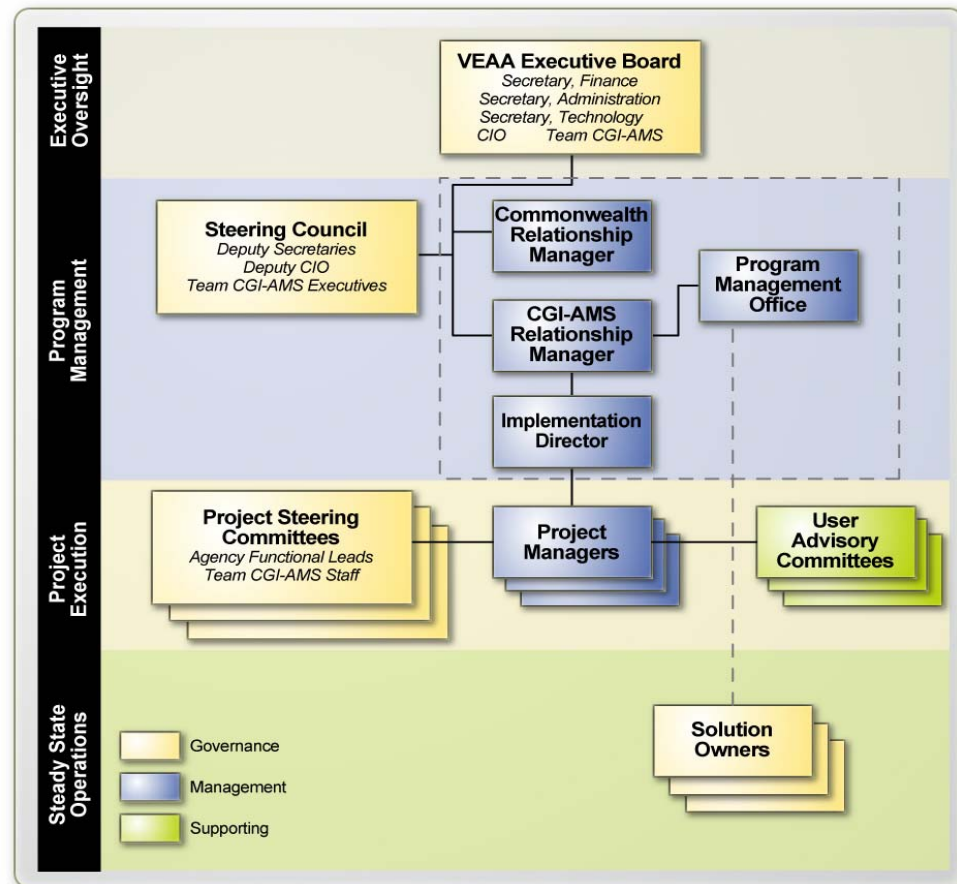 Executive
Oversight
VEAA Executive Board
Secretary, Finance
Secretary, Administration
Secretary, Technology
CIO Team CGI-AMS
Program
Management
Steering Council
Deputy Secretaries
Deputy CIO
Team CGI-AMS Executives
Commonwealth
Relationship
Manager
CGI-AMS
Relationship
Manager
Program
Management
Office
Implementation
Director
Project
Execution
Project Steering
Committees
Agency Functional Leads
Team CGI-AMS Staff
Project
Managers
User
Advisory
Committees
Steady State
Operations
Solution
Owners
Governance
Management
Supporting